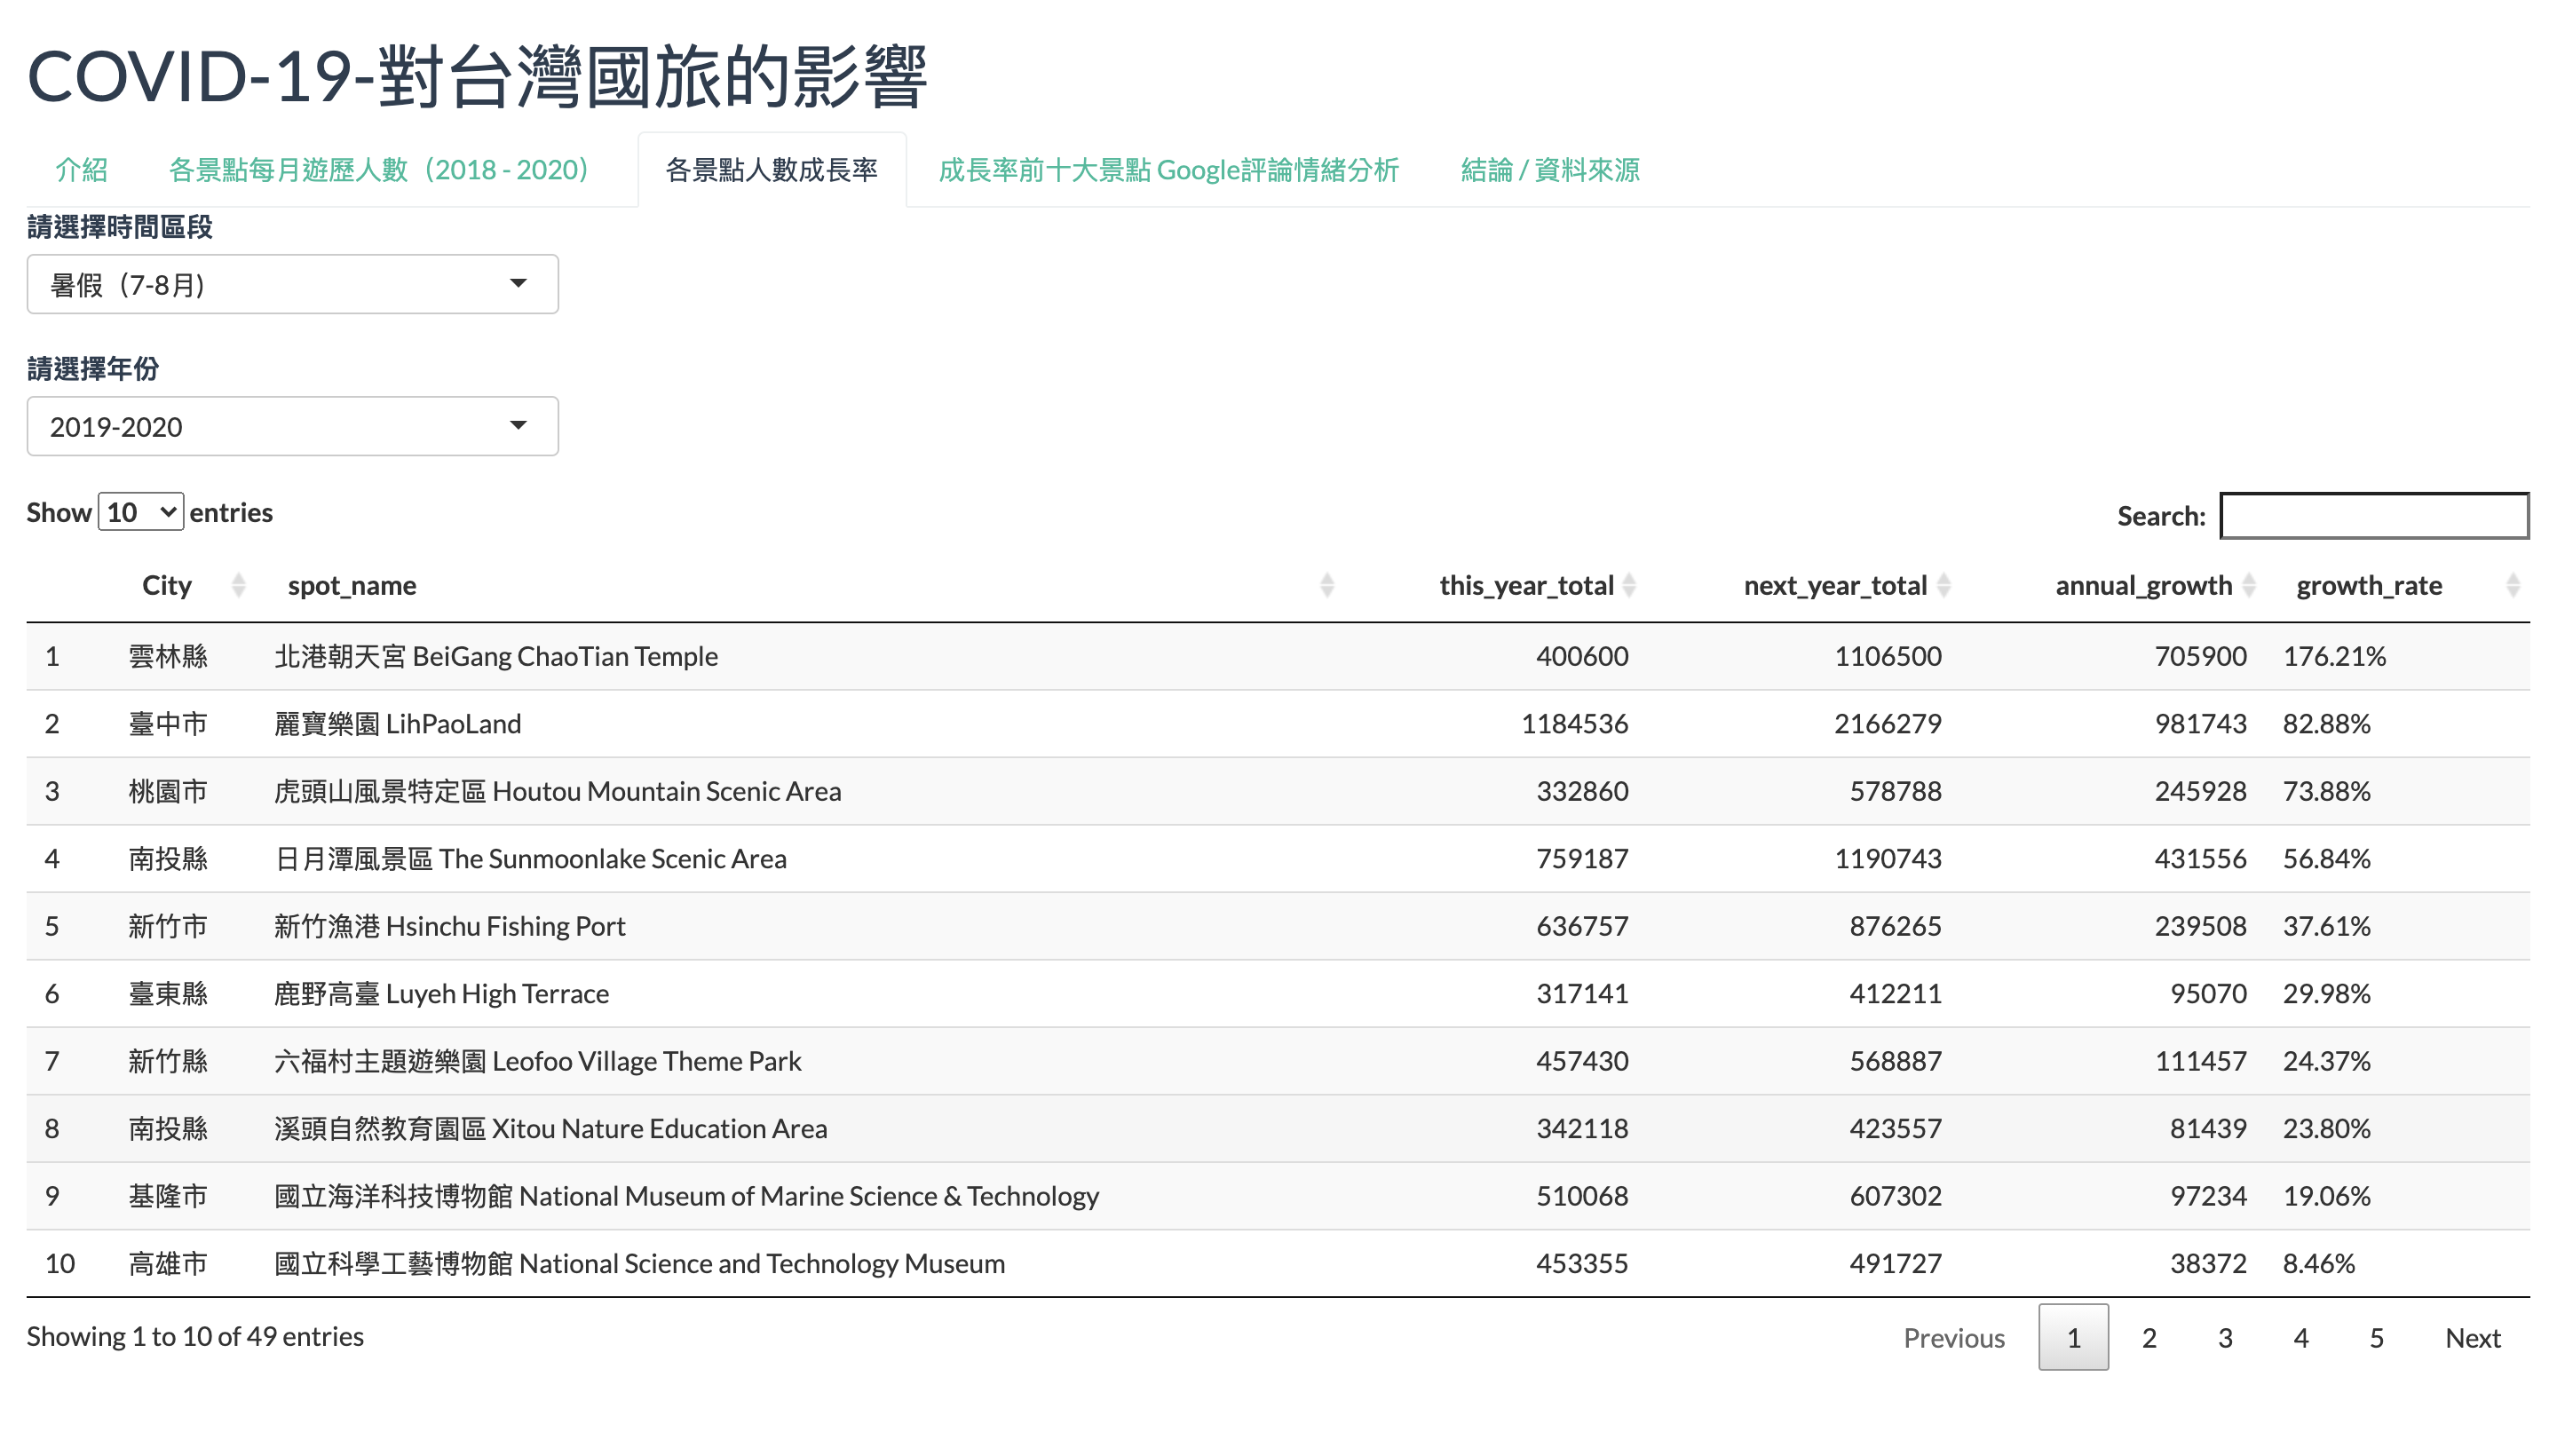 COVID-19-對台灣國旅的影響
介紹 各景點每月遊歷人數（2018 - 2020） 各景點人數成長率 成長率前十大景點 Google評論情緒分析 結論 / 資料來源
請選擇時間區段
暑假（7-8月)
請選擇年份
2019-2020
Show 10 entries Search:
City spot_name this_year_total next_year_total annual_growth growth_rate
1 雲林縣 北港朝天宮 BeiGang ChaoTian Temple 400600 1106500 705900 176.21%
2 臺中市 麗寶樂園 LihPaoLand 1184536 2166279 981743 82.88%
3 桃園市 虎頭山風景特定區 Houtou Mountain Scenic Area 332860 578788 245928 73.88%
4 南投縣 日月潭風景區 The Sunmoonlake Scenic Area 759187 1190743 431556 56.84%
5 新竹市 新竹漁港 Hsinchu Fishing Port 636757 876265 239508 37.61%
6 臺東縣 鹿野高臺 Luyeh High Terrace 317141 412211 95070 29.98%
7 新竹縣 六福村主題遊樂園 Leofoo Village Theme Park 457430 568887 111457 24.37%
8 南投縣 溪頭自然教育園區 Xitou Nature Education Area 342118 423557 81439 23.80%
9 基隆市 國立海洋科技博物館 National Museum of Marine Science & Technology 510068 607302 97234 19.06%
10 高雄市 國立科學工藝博物館 National Science and Technology Museum 453355 491727 38372 8.46%
Showing 1 to 10 of 49 entries Previous 1 2 3 4 5 Next